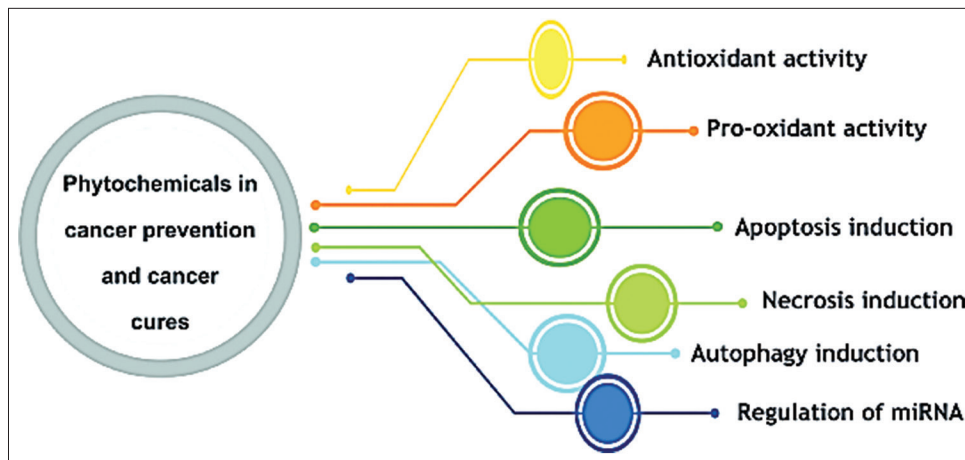 Phytochemicals in
cancer prevention
and cancer
cures
Antioxidant activity
Pro-oxidant activity
Apoptosis induction
Necrosis induction
Autophagy induction
Regulation of miRNA